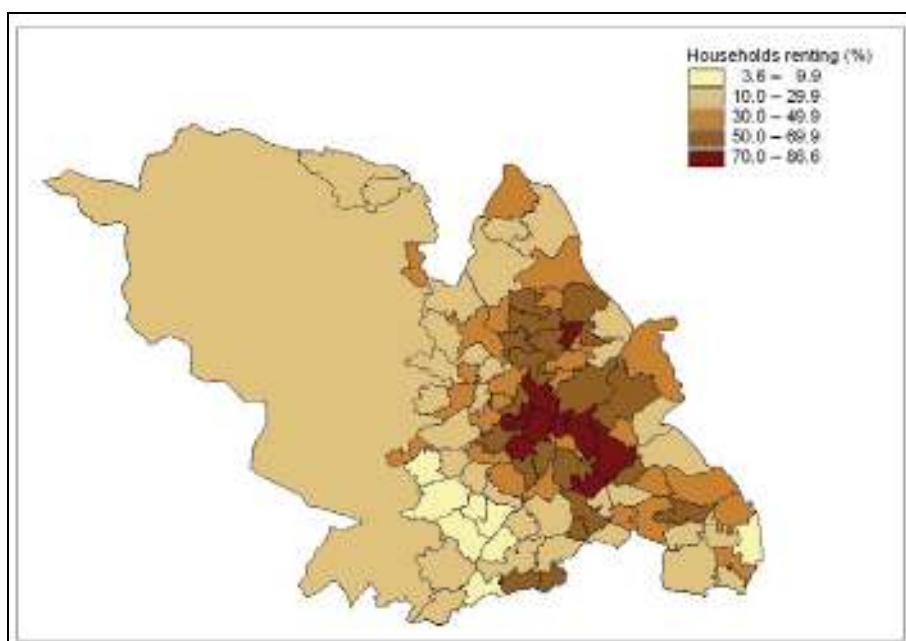 Households renting (%)
3.6 – 9.9
10.0 – 29.9
30.0 – 49.9
50.0 – 69.9
70.0 – 86.6